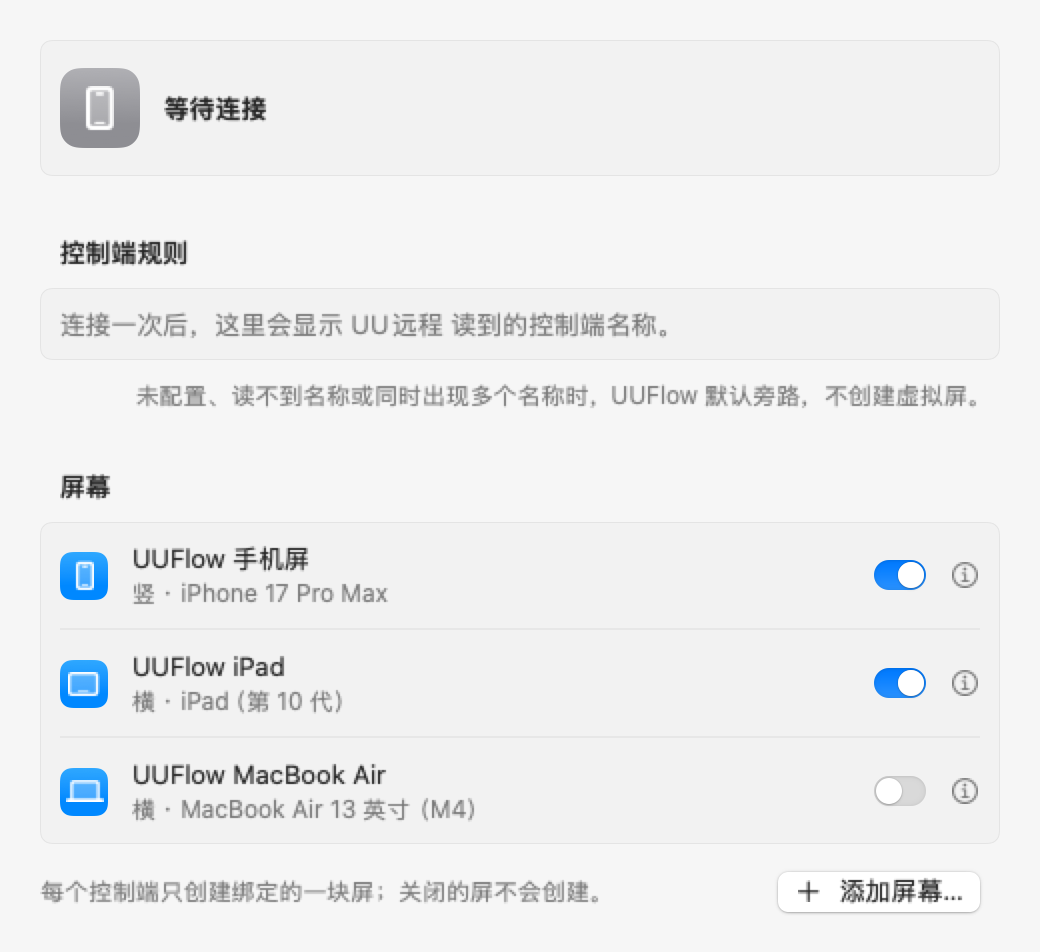 等待连接
控制端规则
连接一次后，这里会显示 UU远程 读到的控制端名称。
未配置、读不到名称或同时出现多个名称时，UUFlow 默认旁路，不创建虚拟屏。
屏幕
UUFlow 手机屏
竖 · iPhone 17 Pro Max
UUFlow iPad
横 · iPad (第 10 代)
UUFlow MacBook Air
横 · MacBook Air 13 英寸 (M4)
每个控制端只创建绑定的一块屏；关闭的屏不会创建。
＋ 添加屏幕...